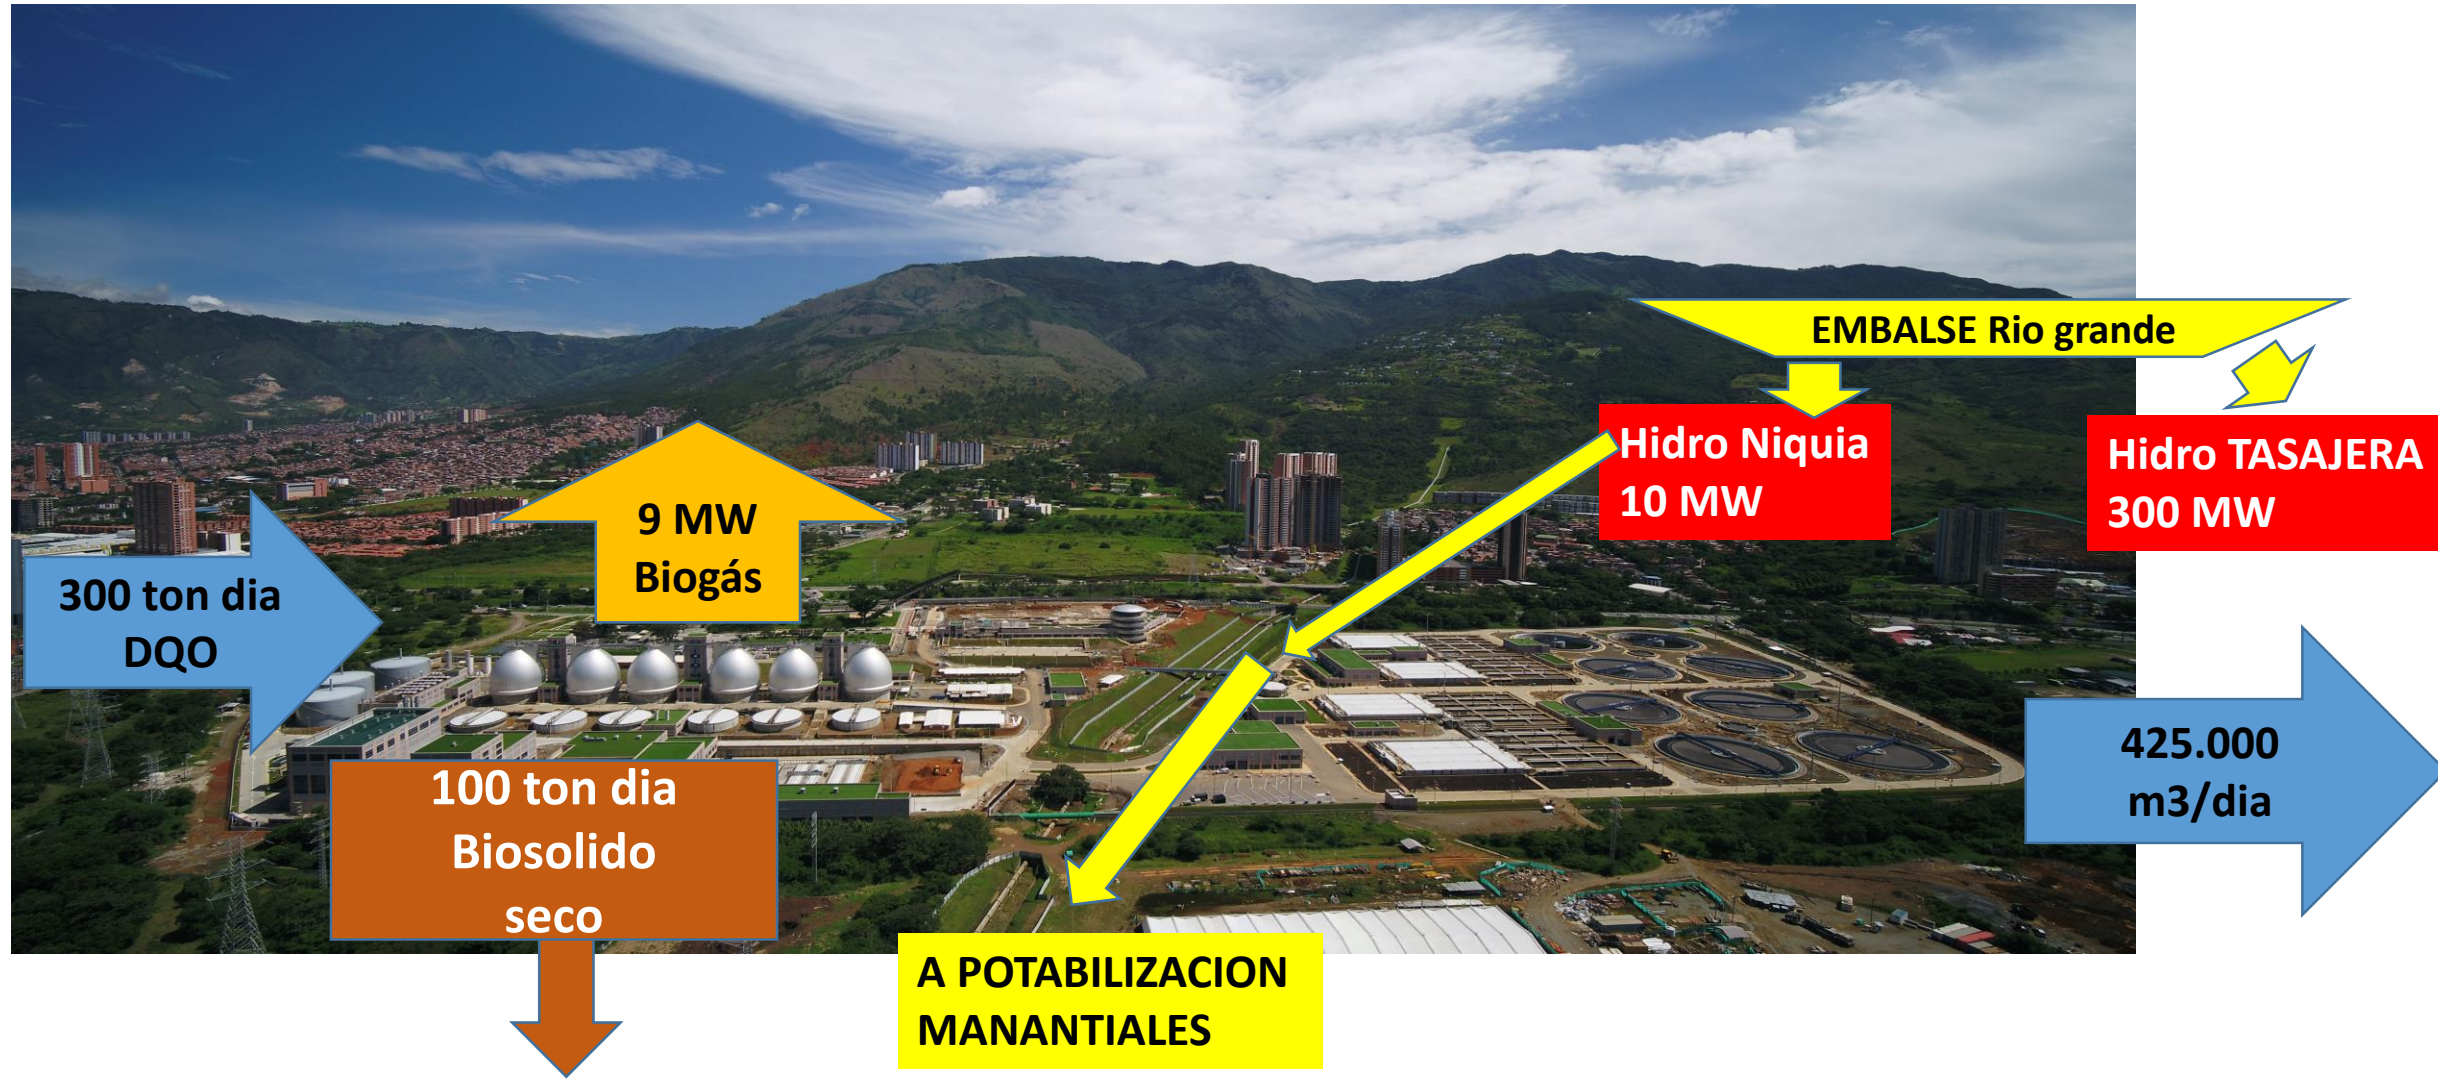 EMBALSE Rio grande
Hidro Niquia
10 MW
Hidro TASAJERA
300 MW
9 MW
Biogás
300 ton dia
DQO
425.000
m3/dia
100 ton dia
Biosolido
seco
A POTABILIZACION
MANANTIALES